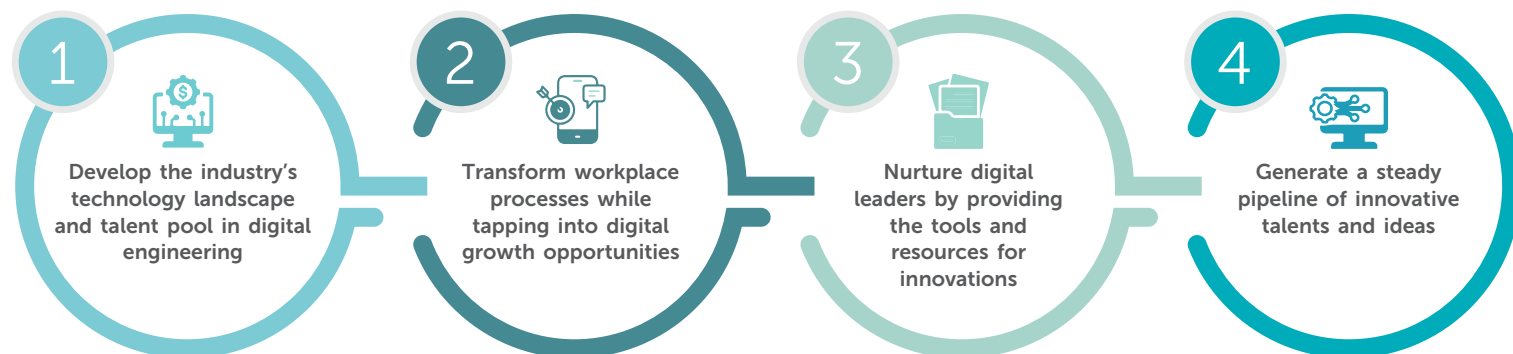 1
Develop the industry’s
technology landscape
and talent pool in digital
engineering
2
Transform workplace
processes while
tapping into digital
growth opportunities
3
Nurture digital
leaders by providing
the tools and
resources for
innovations
4
Generate a steady
pipeline of innovative
talents and ideas